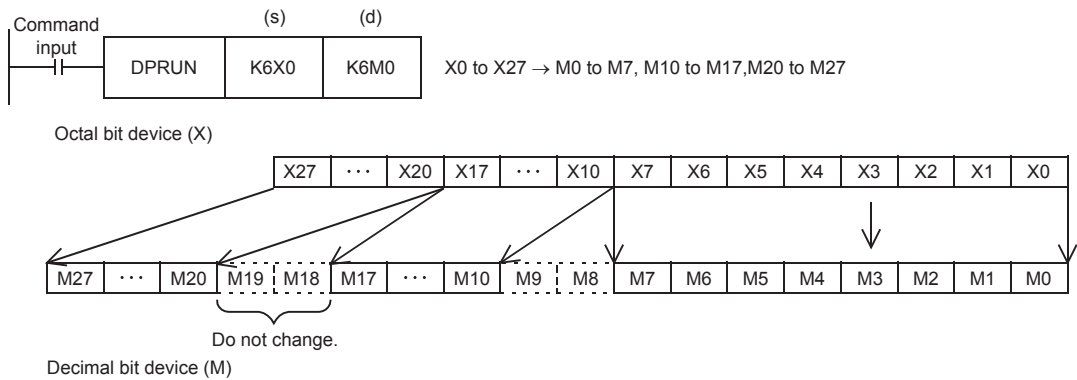 Command input
(s) (d)
DPRUN K6X0 K6M0 X0 to X27 → M0 to M7, M10 to M17,M20 to M27
Octal bit device (X)
X27 ··· X20 X17 ··· X10 X7 X6 X5 X4 X3 X2 X1 X0
M27 ··· M20 M19 M18 M17 ··· M10 M9 M8 M7 M6 M5 M4 M3 M2 M1 M0
Do not change.
Decimal bit device (M)